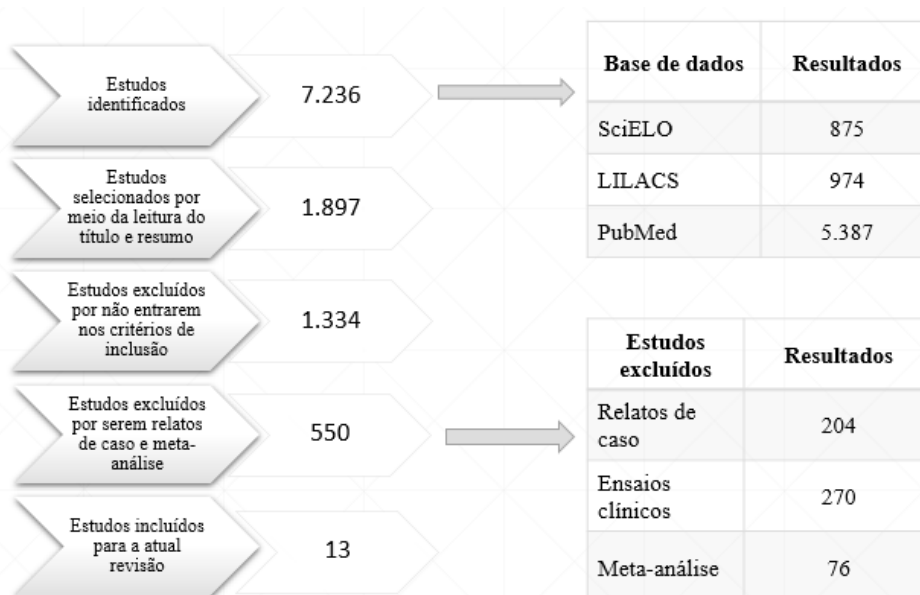 Estudos
identificados
7.236
Estudos
selecionados por
meio da leitura do
título e resumo
1.897
Estudos excluídos
por não entrarem
nos critérios de
inclusão
1.334
Estudos excluídos
por serem relatos
de caso e meta-
análise
550
Estudos incluídos
para a atual
revisão
13
Base de dados Resultados
SciELO 875
LILACS 974
PubMed 5.387
Estudos
excluídos
Resultados
Relatos de
caso
204
Ensaios
clínicos
270
Meta-análise 76